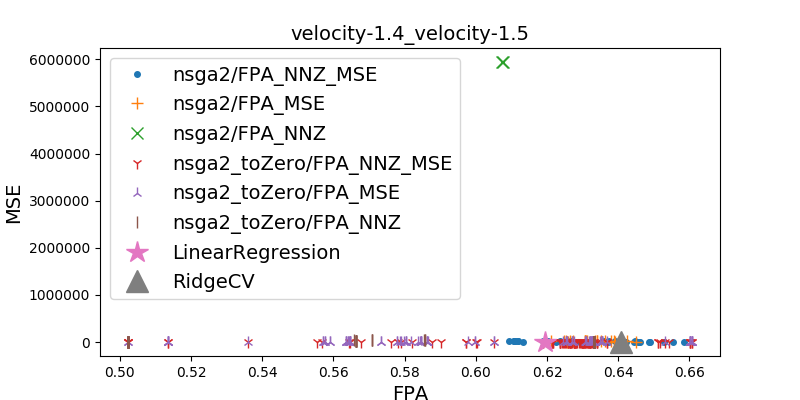 velocity-1.4_velocity-1.5
6000000
5000000
4000000
3000000
2000000
1000000
0
MSE
nsga2/FPA_NNZ_MSE
nsga2/FPA_MSE
nsga2/FPA_NNZ
nsga2_toZero/FPA_NNZ_MSE
nsga2_toZero/FPA_MSE
nsga2_toZero/FPA_NNZ
LinearRegression
RidgeCV
0.50 0.52 0.54 0.56 0.58 0.60 0.62 0.64 0.66
FPA